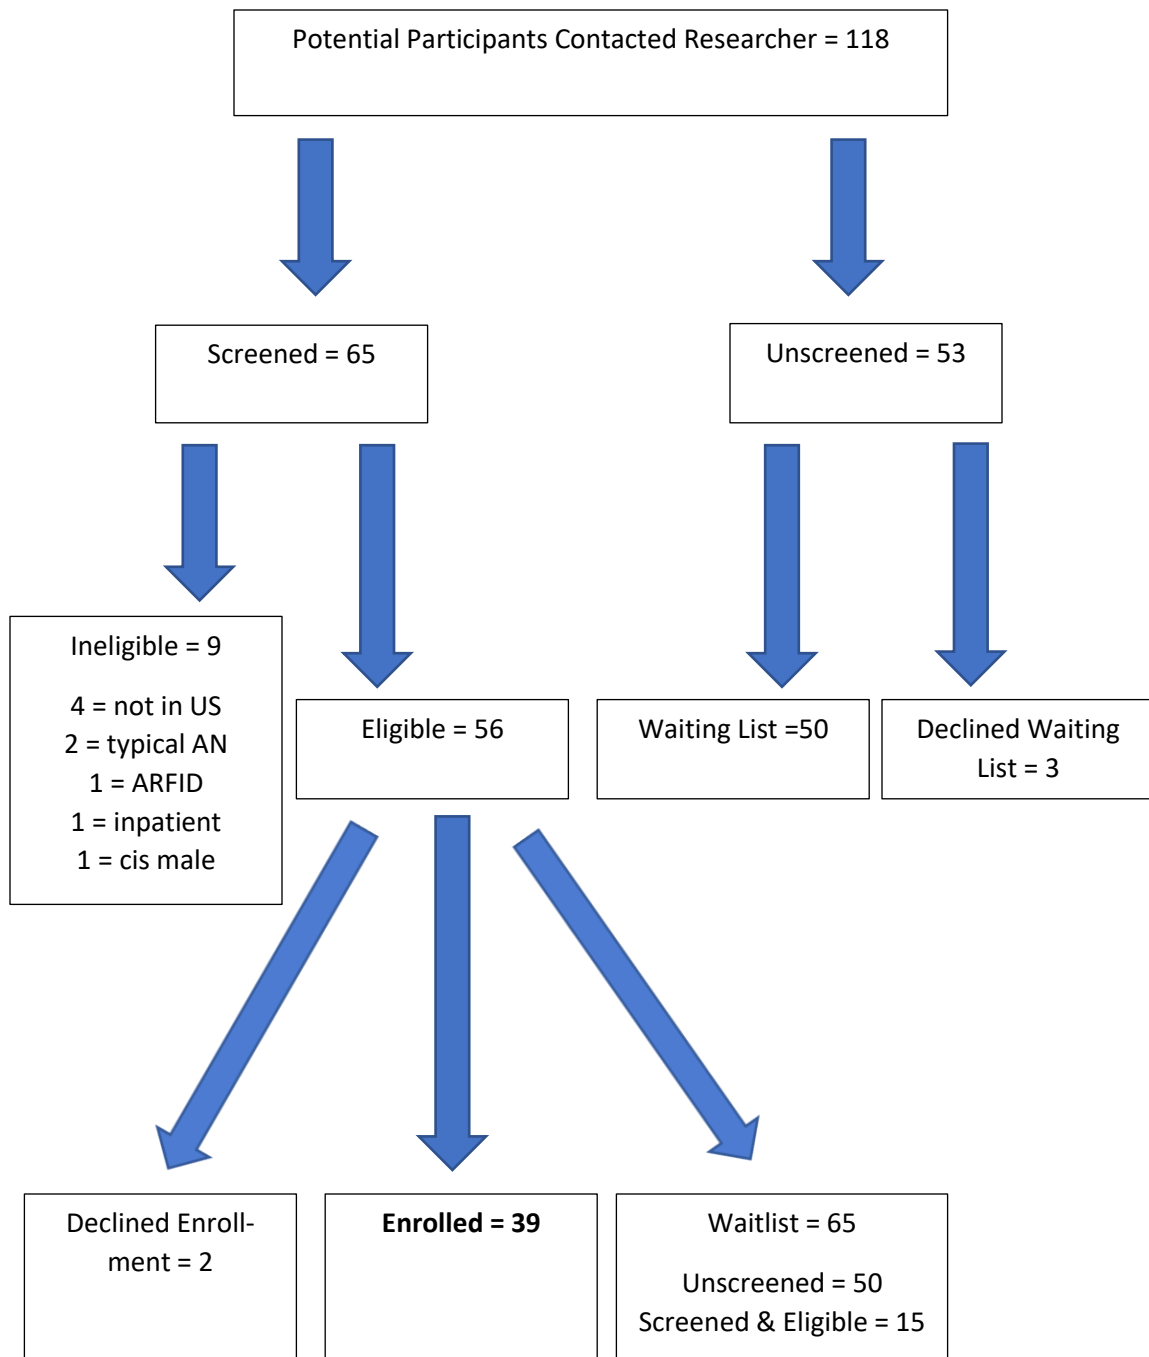 Potential Participants Contacted Researcher = 118
Screened = 65
Unscreened = 53
Ineligible = 9
4 = not in US
2 = typical AN
1 = ARFID
1 = inpatient
1 = cis male
Eligible = 56
Waiting List =50
Declined Waiting
List = 3
Declined Enroll-
ment = 2
Enrolled = 39
Waitlist = 65
Unscreened = 50
Screened & Eligible = 15